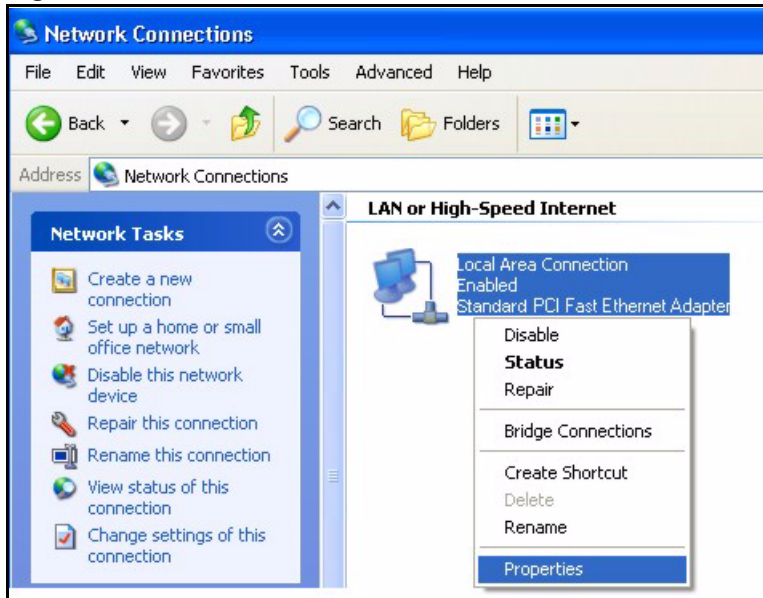 Network Connections
File Edit View Favorites Tools Advanced Help
Back Search Folders
Address Network Connections
Network Tasks
Create a new
connection
Set up a home or small
office network
Disable this network
device
Repair this connection
Rename this connection
View status of this
connection
Change settings of this
connection
LAN or High-Speed Internet
Local Area Connection
Enabled
Standard PCI Fast Ethernet Adapter
Disable
Status
Repair
Bridge Connections
Create Shortcut
Delete
Rename
Properties